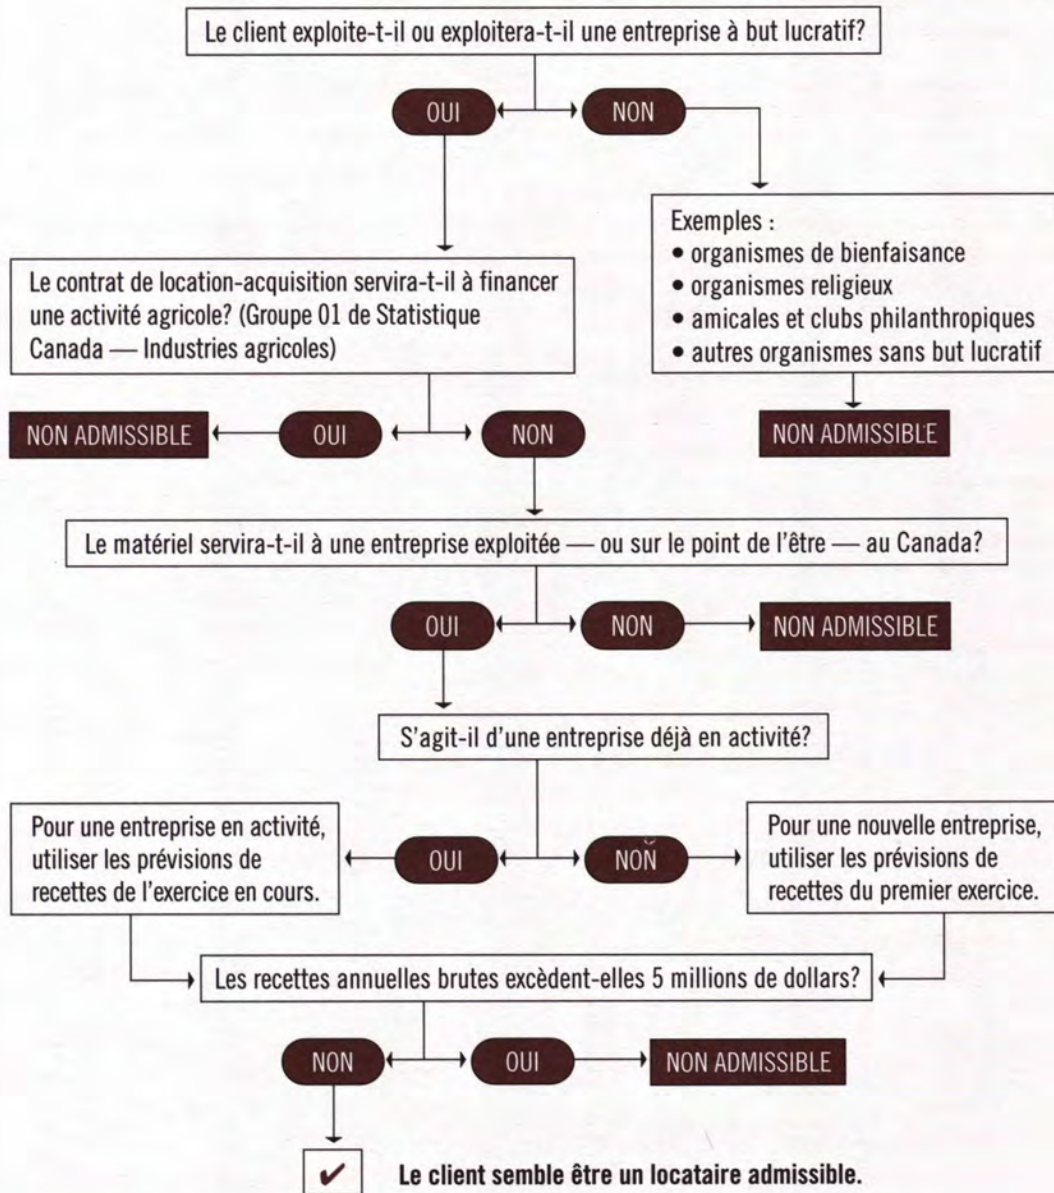 Le client exploite-t-il ou exploitera-t-il une entreprise à but lucratif?
OUI
NON
Exemples :
• organismes de bienfaisance
• organismes religieux
• amicales et clubs philanthropiques
• autres organismes sans but lucratif
Le contrat de location-acquisition servira-t-il à financer
une activité agricole? (Groupe 01 de Statistique
Canada — Industries agricoles)
NON ADMISSIBLE
OUI
NON
NON ADMISSIBLE
Le matériel servira-t-il à une entreprise exploitée — ou sur le point de l'être — au Canada?
OUI
NON
NON ADMISSIBLE
S'agit-il d'une entreprise déjà en activité?
Pour une entreprise en activité,
utiliser les prévisions de
recettes de l'exercice en cours.
OUI
NON
Pour une nouvelle entreprise,
utiliser les prévisions de
recettes du premier exercice.
Les recettes annuelles brutes excèdent-elles 5 millions de dollars?
NON
OUI
NON ADMISSIBLE
✔ Le client semble être un locataire admissible.